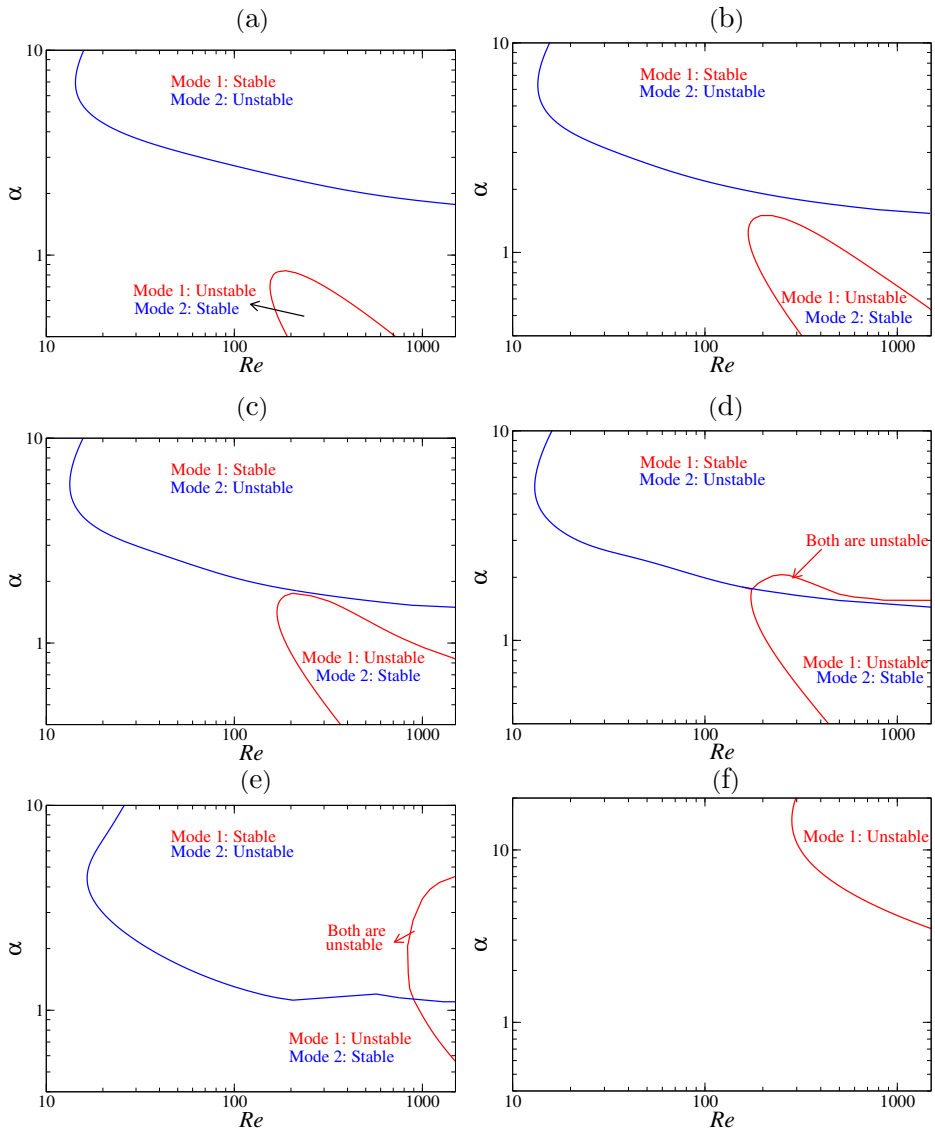 (a)
10
Mode 1: Stable
Mode 2: Unstable
α
1
Mode 1: Unstable
Mode 2: Stable
10
100
1000
Re
(b)
10
Mode 1: Stable
Mode 2: Unstable
α
1
Mode 1: Unstable
Mode 2: Stable
10
100
1000
Re
(c)
10
Mode 1: Stable
Mode 2: Unstable
α
1
Mode 1: Unstable
Mode 2: Stable
10
100
1000
Re
(d)
10
Mode 1: Stable
Mode 2: Unstable
Both are unstable
α
1
Mode 1: Unstable
Mode 2: Stable
10
100
1000
Re
(e)
10
Mode 1: Stable
Mode 2: Unstable
α
Both are
unstable
1
Mode 1: Unstable
Mode 2: Stable
10
100
1000
Re
(f)
10
Mode 1: Unstable
α
1
10
100
1000
Re